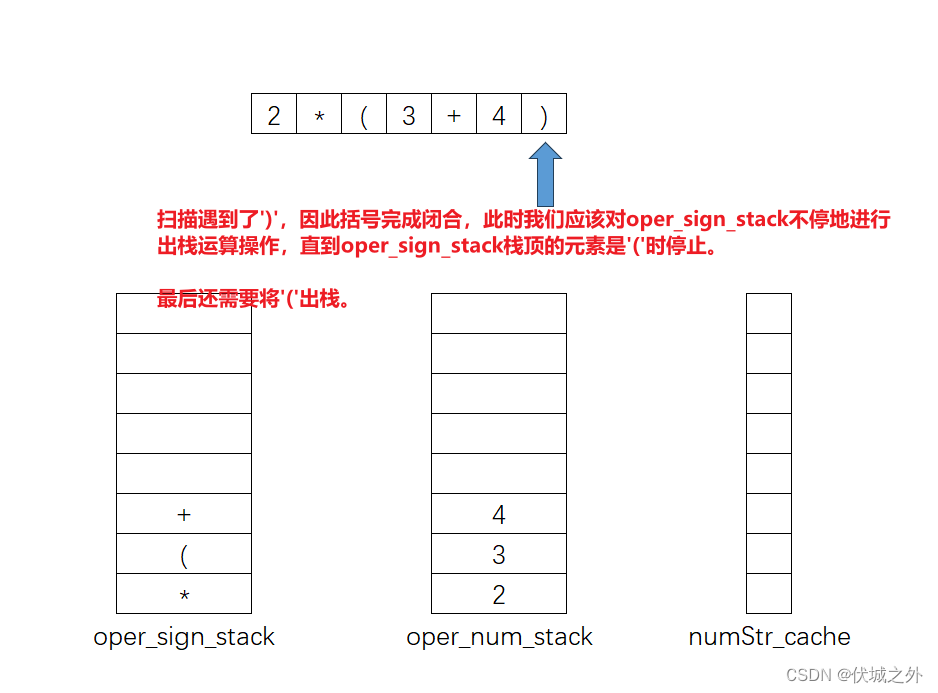 2 * ( 3 + 4 )
扫描遇到了')'，因此括号完成闭合，此时我们应该对oper_sign_stack不停地进行
出栈运算操作，直到oper_sign_stack栈顶的元素是'('时停止。
最后还需要将'('出栈。
+ 4
( 3
* 2
oper_sign_stack oper_num_stack numStr_cache
CSDN @伏城之外